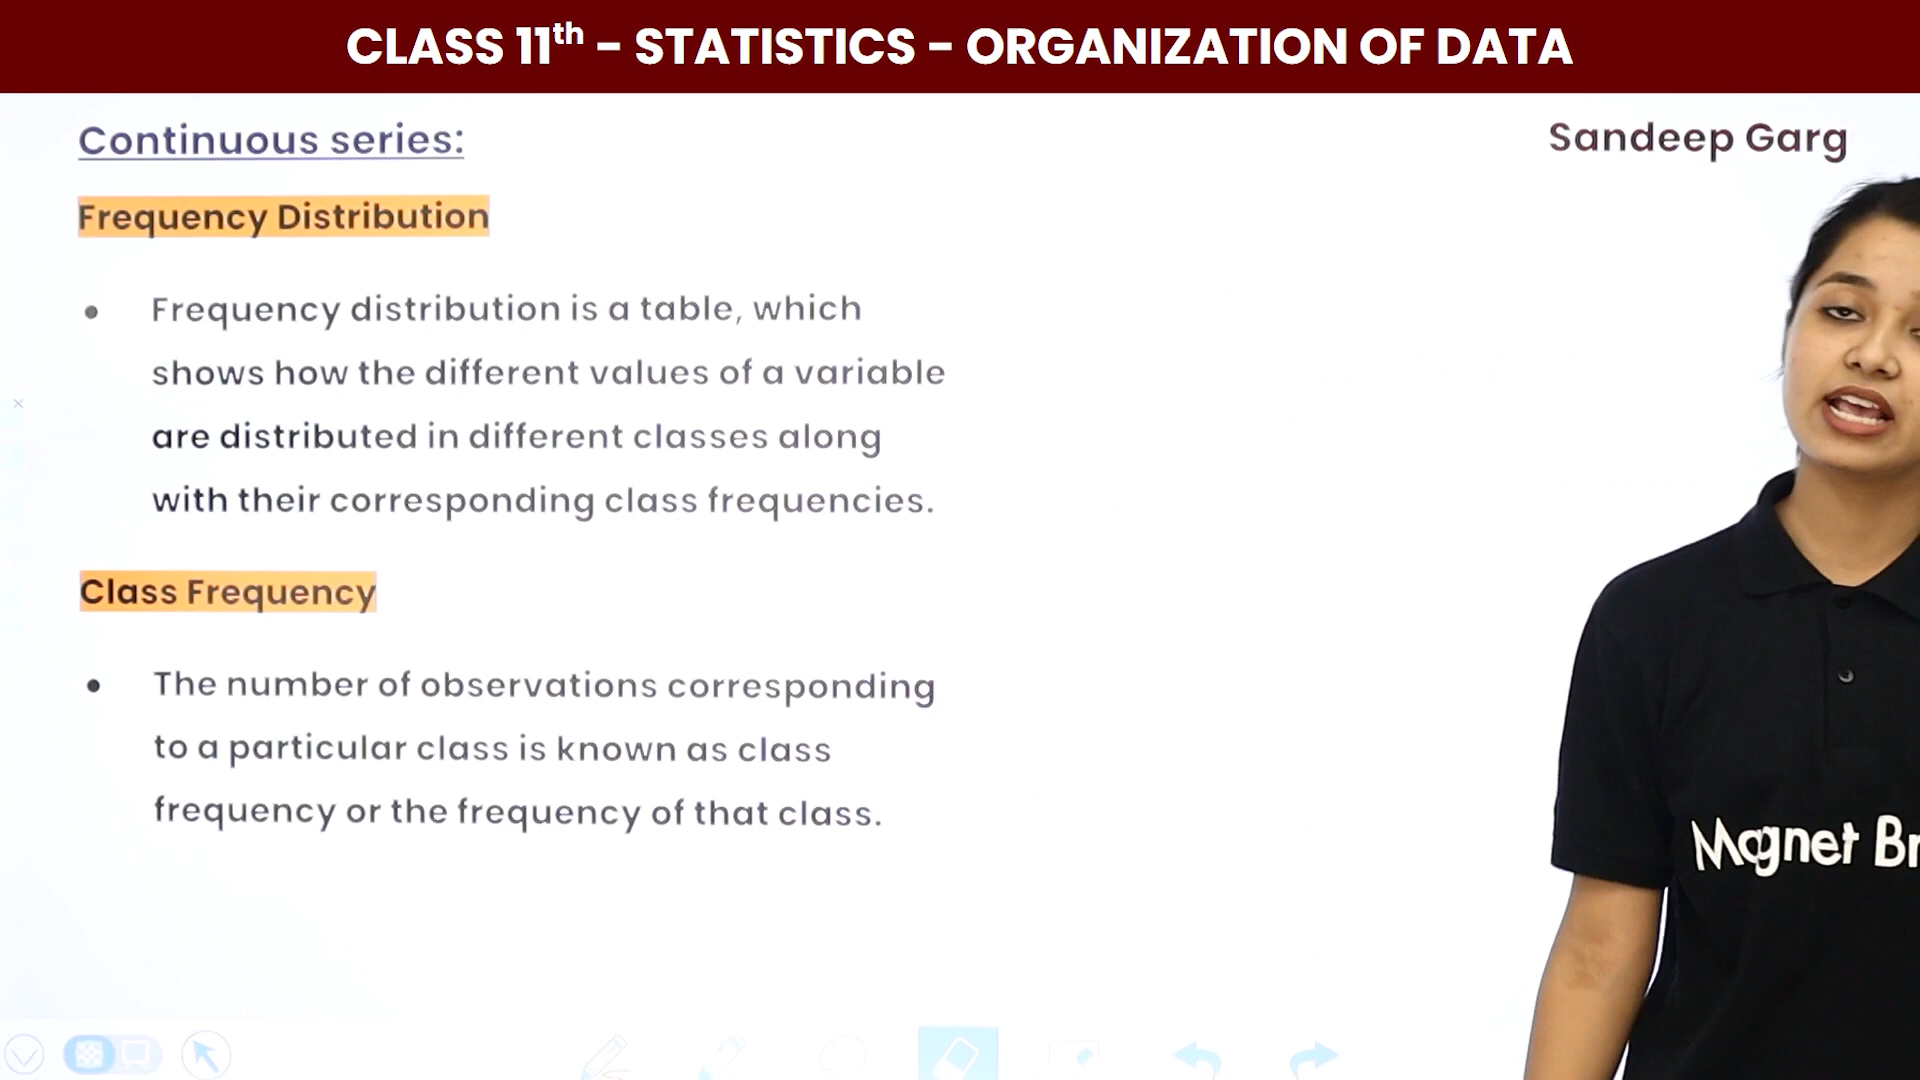 CLASS 11th - STATISTICS - ORGANIZATION OF DATA
Continuous series:
Sandeep Garg
Frequency Distribution
• Frequency distribution is a table, which
shows how the different values of a variable
are distributed in different classes along
with their corresponding class frequencies.
Class Frequency
• The number of observations corresponding
to a particular class is known as class
frequency or the frequency of that class.
Magnet Br